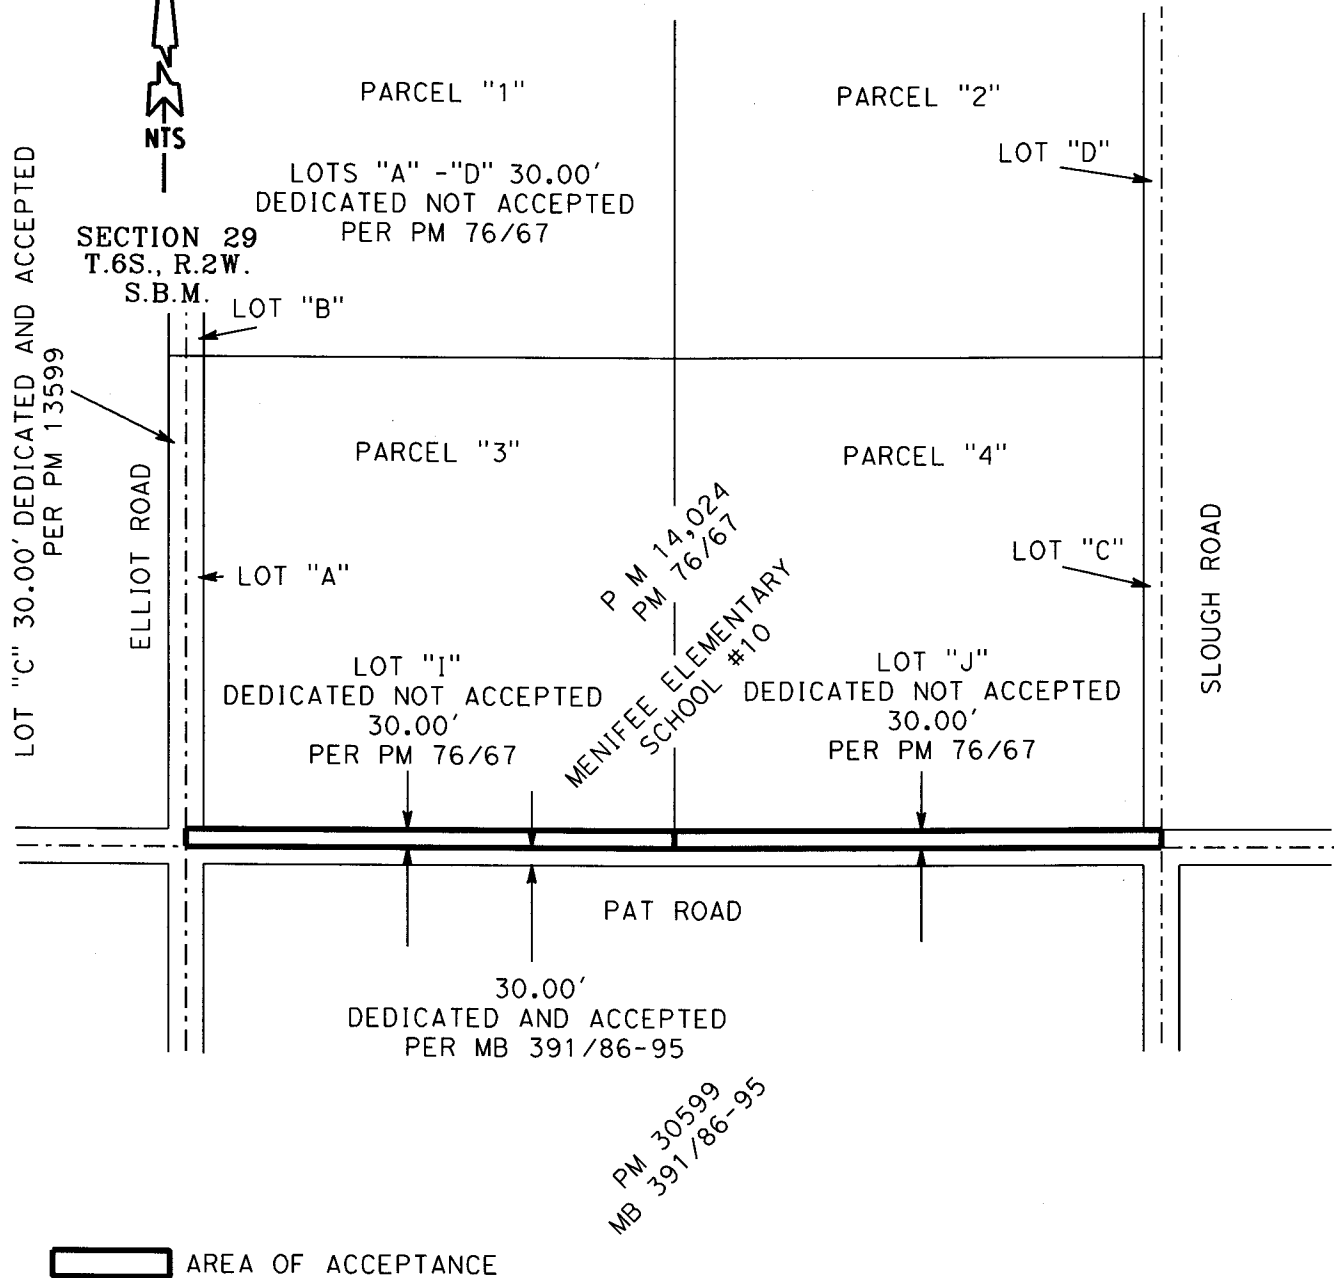 NTS
PARCEL "1"
PARCEL "2"
LOT "D"
LOTS "A" -"D" 30.00'
DEDICATED NOT ACCEPTED
PER PM 76/67
SECTION 29
T.6S., R.2W.
S.B.M.
LOT "B"
LOT "C" 30.00' DEDICATED AND ACCEPTED
PER PM 13599
ELLIOT ROAD
PARCEL "3"
PARCEL "4"
P M 14,024
PM 76/67
LOT "A"
LOT "C"
SLOUGH ROAD
MENIFEE ELEMENTARY
SCHOOL #10
LOT "I"
DEDICATED NOT ACCEPTED
30.00'
PER PM 76/67
LOT "J"
DEDICATED NOT ACCEPTED
30.00'
PER PM 76/67
PAT ROAD
30.00'
DEDICATED AND ACCEPTED
PER MB 391/86-95
PM 30599
MB 391/86-95
AREA OF ACCEPTANCE